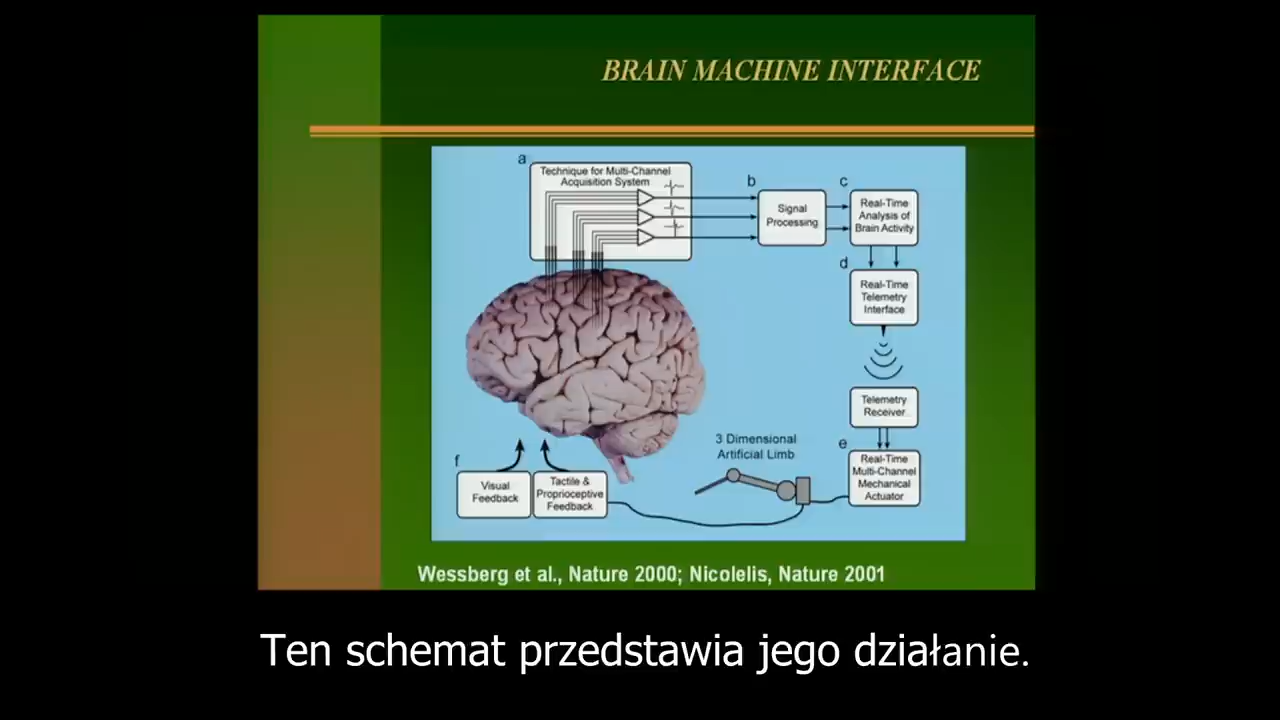 BRAIN MACHINE INTERFACE
a
Technique for Multi-Channel
Acquisition System
b
Signal
Processing
c
Real-Time
Analysis of
Brain Activity
d
Real-Time
Telemetry
Interface
Telemetry
Receiver
e
Real-Time
Multi-Channel
Mechanical
Actuator
3 Dimensional
Artificial Limb
f
Visual
Feedback
Tactile &
Proprioceptive
Feedback
Wessberg et al., Nature 2000; Nicolelis, Nature 2001
Ten schemat przedstawia jego działanie.